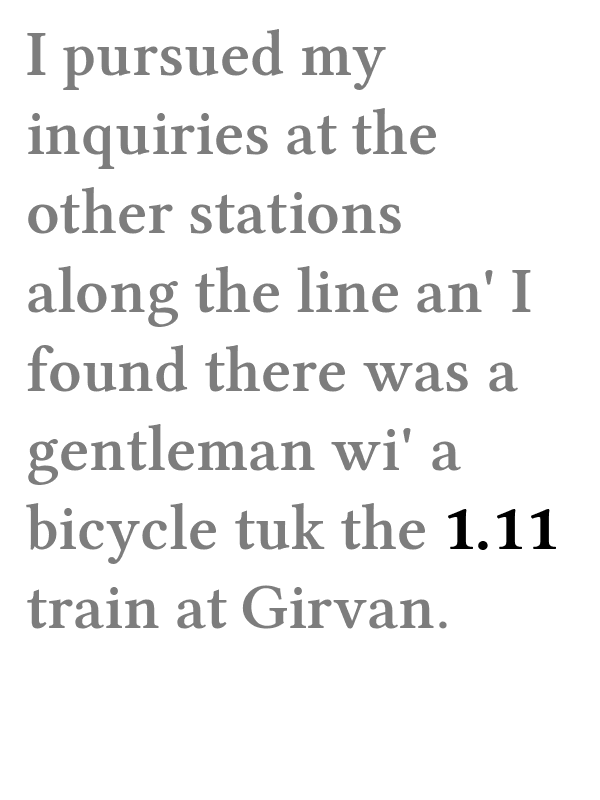 I pursued my
inquiries at the
other stations
along the line an' I
found there was a
gentleman wi' a
bicycle tuk the 1.11
train at Girvan.